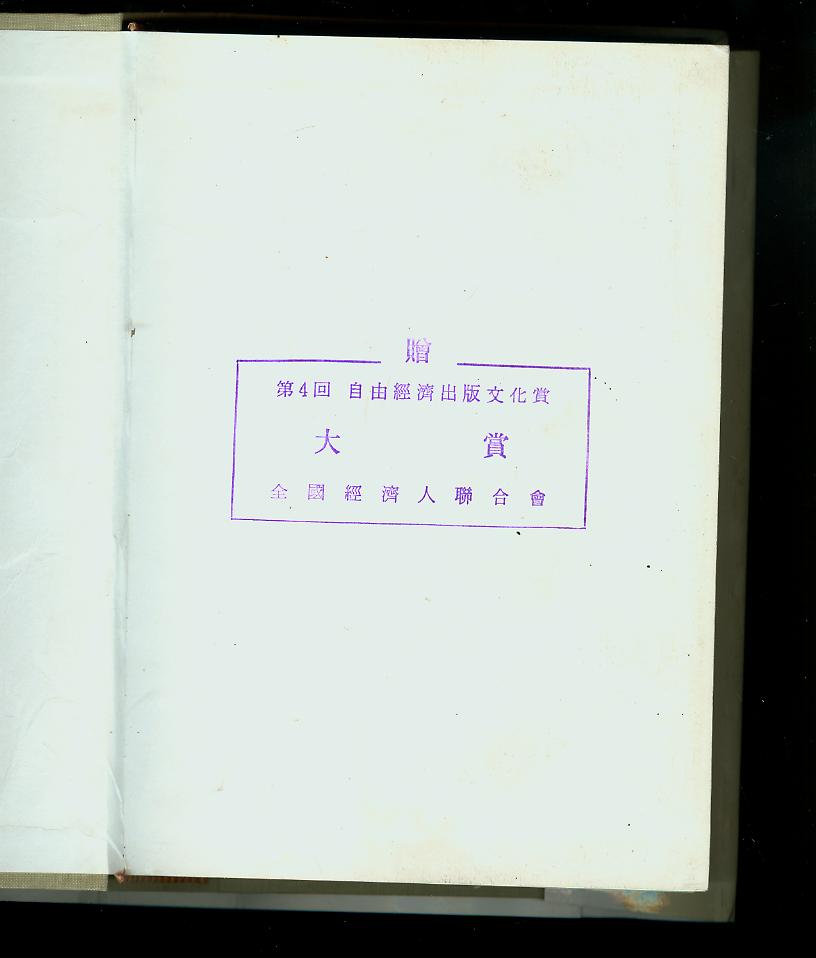 贈
第4回 自由經濟出版文化賞
大 賞
全國經濟人聯合會